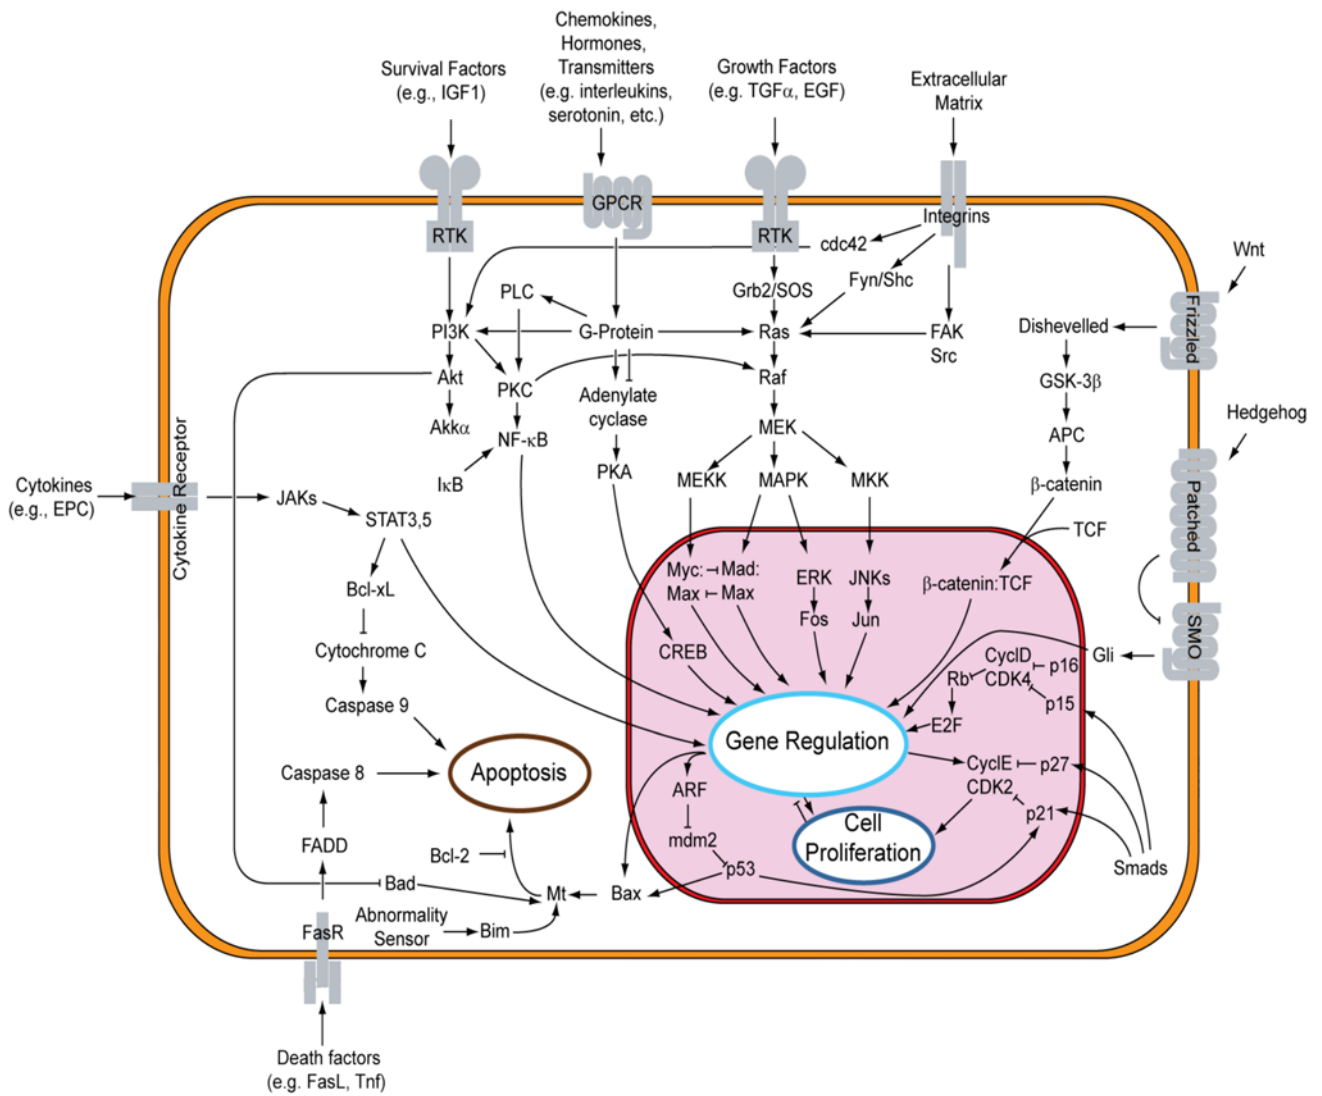 Chemokines,
Hormones,
Transmitters
(e.g. interleukins,
serotonin, etc.)
Survival Factors
(e.g., IGF1)
Growth Factors
(e.g. TGFα, EGF)
Extracellular
Matrix
GPCR
RTK
RTK
Integrins
cdc42
Wnt
Fyn/Shc
PLC
Grb2/SOS
Frizzled
PI3K
G-Protein
Ras
FAK
Src
Dishevelled
Akt
PKC
Raf
GSK-3β
Adenylate
cyclase
Akkα
NF-κB
MEK
APC
Hedgehog
IκB
PKA
MEKK
MAPK
MKK
β-catenin
Cytokines
(e.g., EPC)
Cytokine Receptor
JAKs
STAT3,5
TCF
Patched
Myc:
Mad:
Max
Max
ERK
JNKs
β-catenin:TCF
Bcl-xL
Fos
Jun
SMO
Cytochrome C
CREB
CyclD
CDK4
p16
Gli
Rb
p15
Caspase 9
E2F
Gene Regulation
CyclE
CDK2
p27
Caspase 8
Apoptosis
ARF
p21
Cell
Proliferation
FADD
mdm2
Bcl-2
p53
Smads
Bad
Mt
Bax
Abnormality
Sensor
Bim
FasR
Death factors
(e.g. FasL, Tnf)